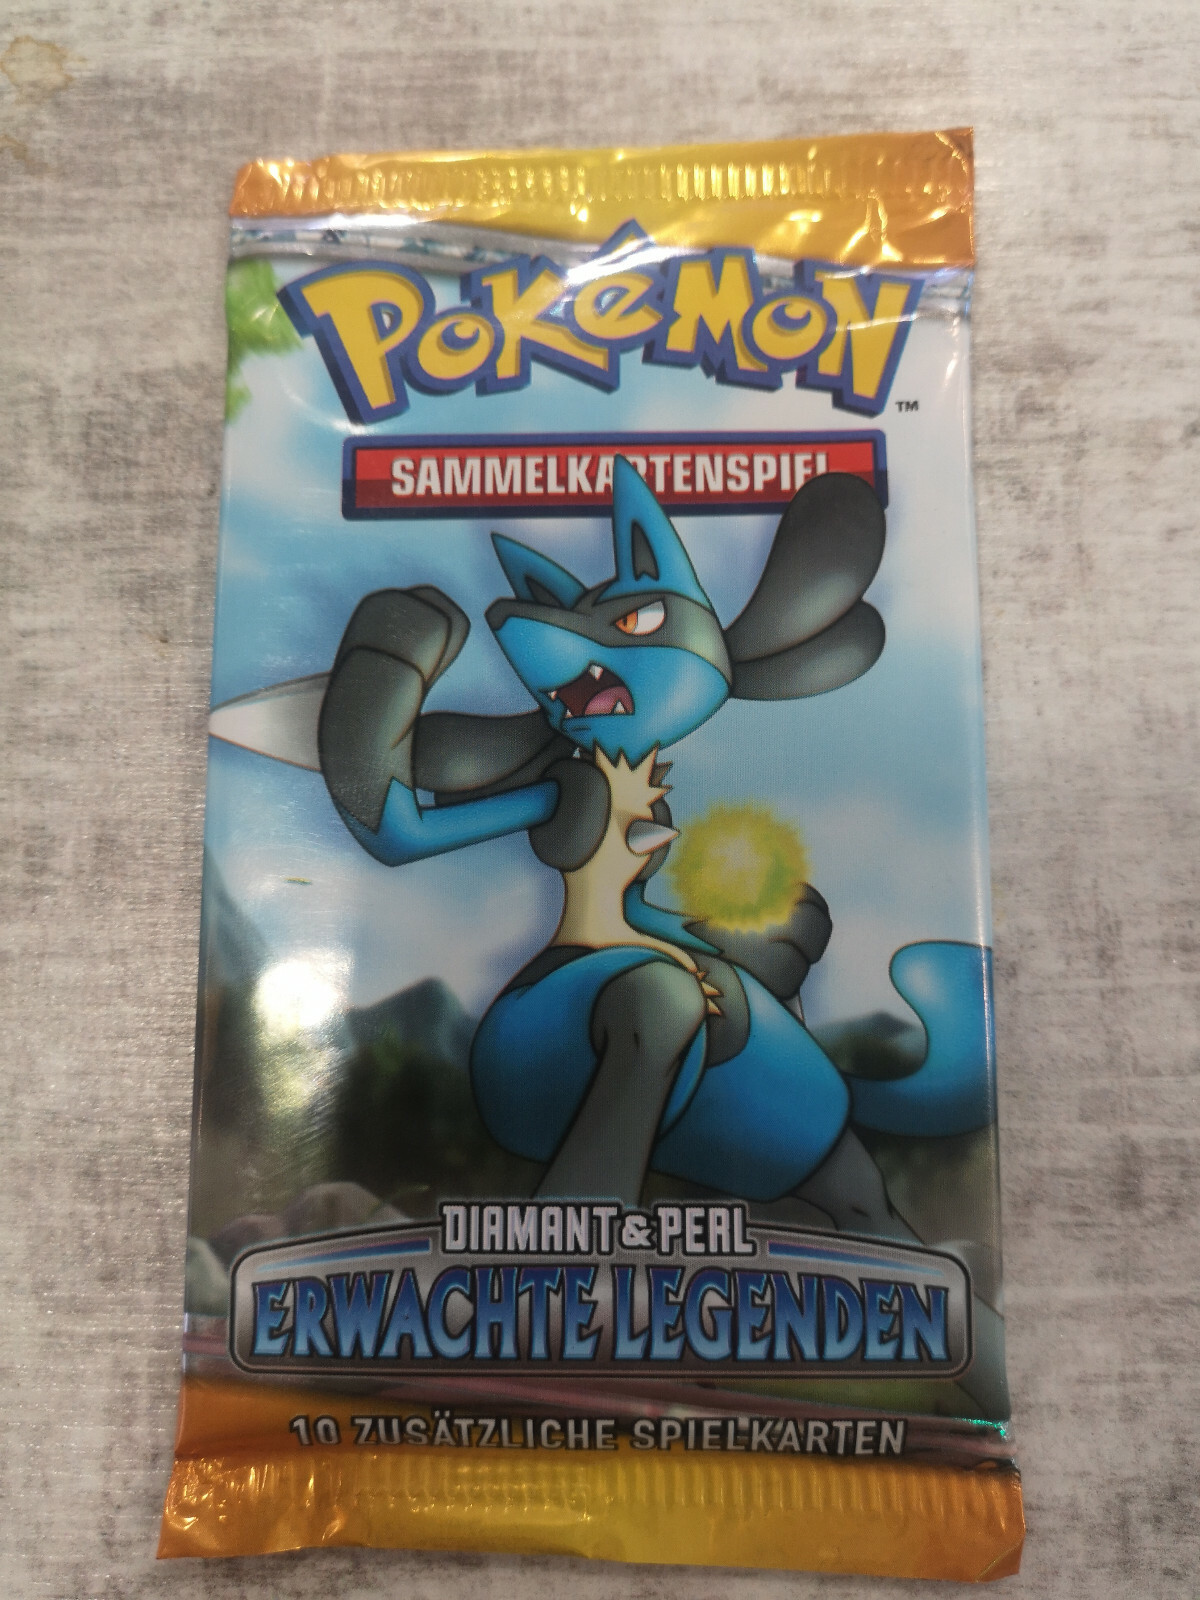 POKéMON
TM
SAMMELKARTENSPIEL
DIAMANT & PERL
ERWACHTE LEGENDEN
10 ZUSÄTZLICHE SPIELKARTEN